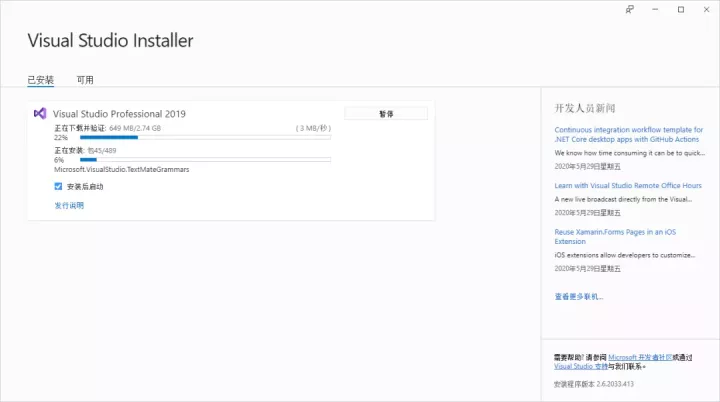 Visual Studio Installer
已安装 可用
Visual Studio Professional 2019
暂停
正在下载并验证: 649 MB/2.74 GB ( 3 MB/秒 )
22%
正在安装: 包45/489
6%
Microsoft.VisualStudio.TextMateGrammars
安装后启动
发行说明
开发人员新闻
Continuous integration workflow template for
.NET Core desktop apps with GitHub Actions
We know how time consuming it can be to quick...
2020年5月29日星期五
Learn with Visual Studio Remote Office Hours
A new live broadcast directly from the Visual...
2020年5月29日星期五
Reuse Xamarin.Forms Pages in an iOS
Extension
iOS extensions allow developers to customize...
2020年5月29日星期五
查看更多联机...
需要帮助? 请参阅 Microsoft 开发者社区或通过
Visual Studio 支持与我们联系。
安装程序版本 2.6.2033.413